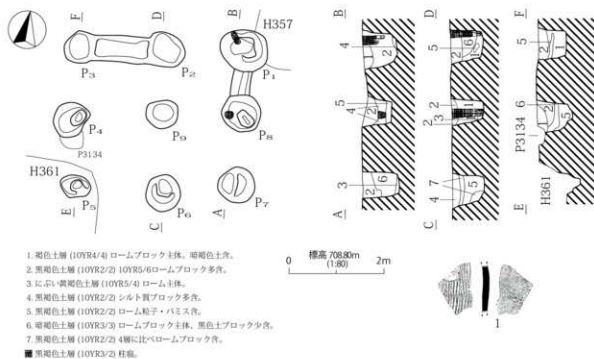 F
D
B
H357
P3
P2
P1
P4
P9
P8
P3134
H361
E
P5
C
P6
A
P7
B
D
F
4
2
5
6
2
1
5
2
1
5
4
2
2
3
2
1
6
2
5
P3134
3
6
2
7
4
5
H361
A
C
E
1. 褐色土層 (10YR4/4) ロームブロック主体。暗褐色土含。
2. 黒褐色土層 (10YR2/2) 10YR5/6ロームブロック多含。
3. にぶい黄褐色土層 (10YR5/4) ローム主体。
4. 黒褐色土層 (10YR2/2) シルト質ブロック多含。
5. 黒褐色土層 (10YR2/2) ローム粒子・パミス含。
6. 暗褐色土層 (10YR3/3) ロームブロック主体、黒色土ブロック少含。
7. 黒褐色土層 (10YR2/2) 4層に比べロームブロック含。
黒褐色土層 (10YR3/2) 柱痕。
標高 708.80m
0 (1:80) 2m
1